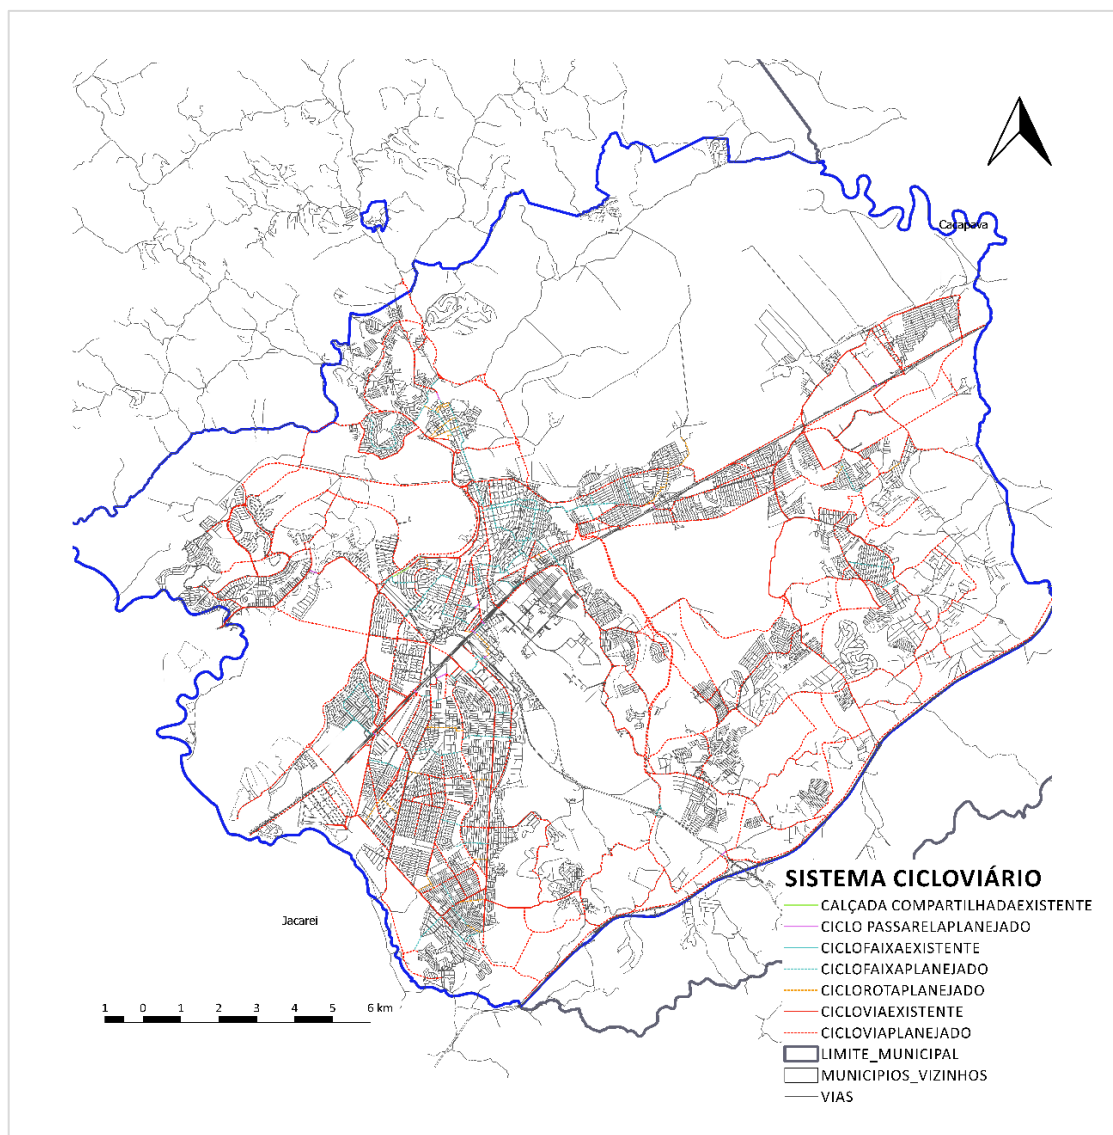 Caçapava
SISTEMA CICLOVIÁRIO
CALÇADA COMPARTILHADAEXISTENTE
CICLO PASSARELAPLANEJADO
CICLOFAIXAEXISTENTE
CICLOFAIXAPLANEJADO
CICLOROTAPLANEJADO
CICLOVIAEXISTENTE
CICLOVIAPLANEJADO
LIMITE_MUNICIPAL
MUNICIPIOS_VIZINHOS
VIAS
Jacarei
1 0 1 2 3 4 5 6 km